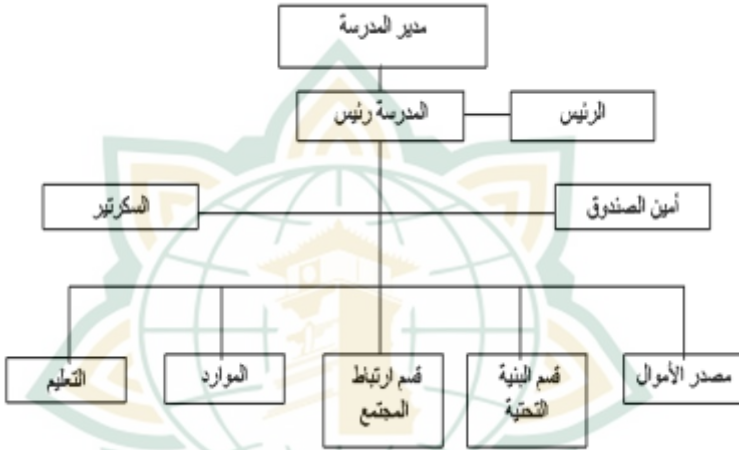 مدير المدرسة
المدرسة رئيس
الرئيس
أمين الصندوق
السكرتير
مصدر الأموال
قسم البنية
التحتية
قسم ارتباط
المجتمع
الموارد
التعليم